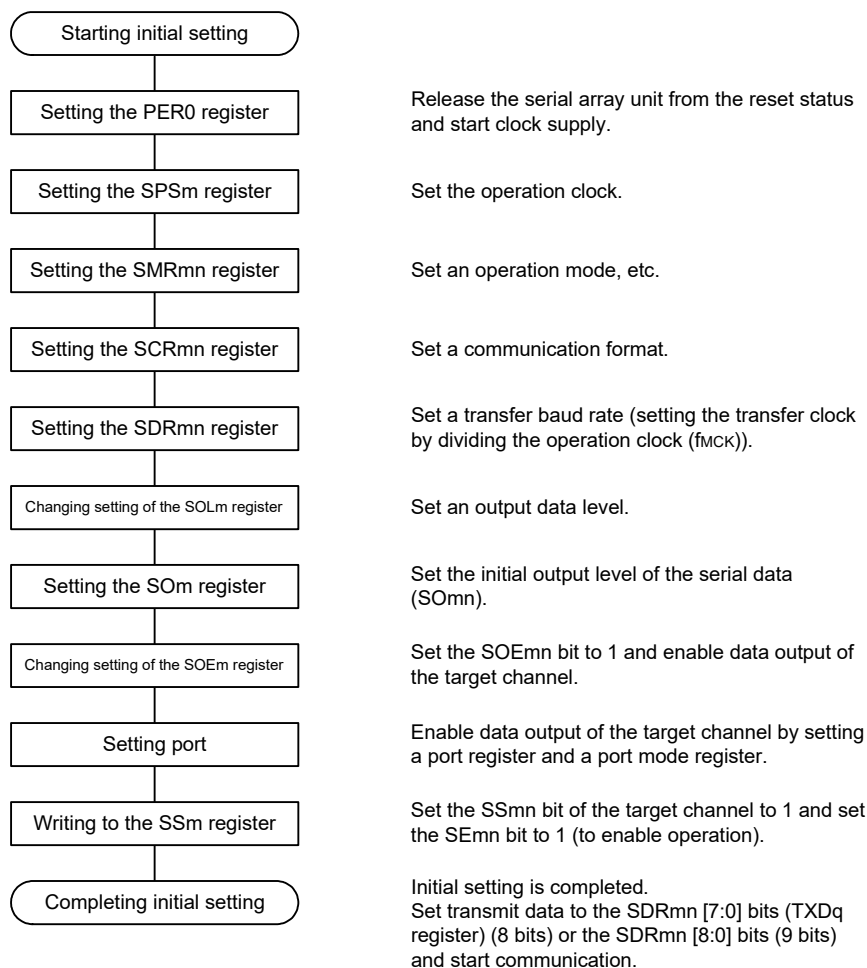 Starting initial setting
Setting the PER0 register
Release the serial array unit from the reset status
and start clock supply.
Setting the SPSm register
Set the operation clock.
Setting the SMRmn register
Set an operation mode, etc.
Setting the SCRmn register
Set a communication format.
Setting the SDRmn register
Set a transfer baud rate (setting the transfer clock
by dividing the operation clock (fMCK)).
Changing setting of the SOLm register
Set an output data level.
Setting the SOm register
Set the initial output level of the serial data
(SOmn).
Changing setting of the SOEm register
Set the SOEmn bit to 1 and enable data output of
the target channel.
Setting port
Enable data output of the target channel by setting
a port register and a port mode register.
Writing to the SSm register
Set the SSmn bit of the target channel to 1 and set
the SEmn bit to 1 (to enable operation).
Completing initial setting
Initial setting is completed.
Set transmit data to the SDRmn [7:0] bits (TXDq
register) (8 bits) or the SDRmn [8:0] bits (9 bits)
and start communication.